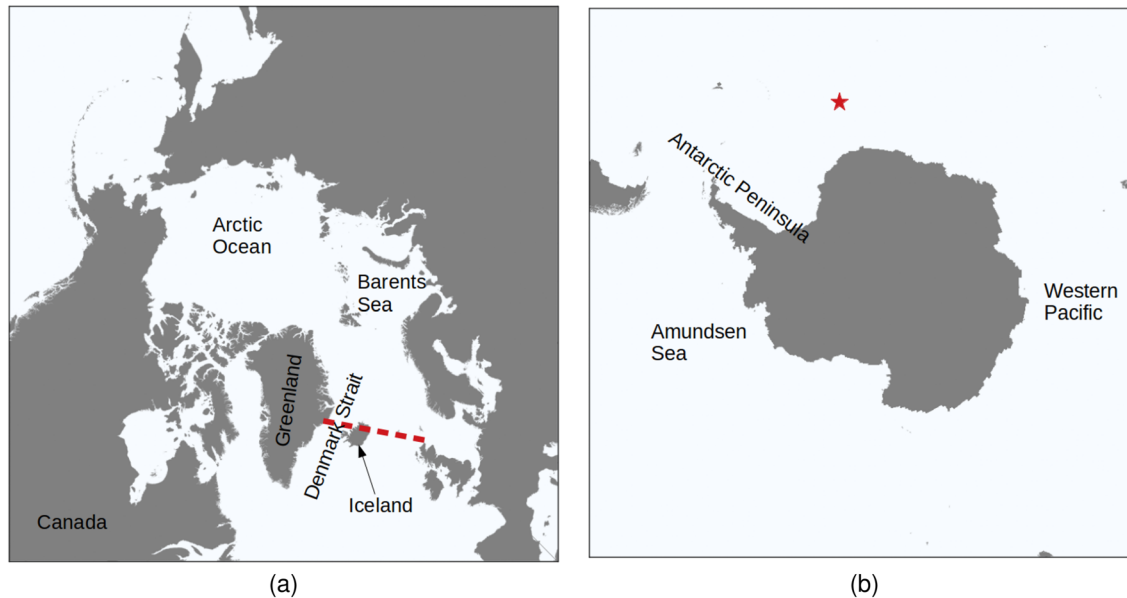 Arctic
Ocean
Barents
Sea
Greenland
Denmark Strait
Iceland
Canada
(a)
Antarctic Peninsula
Western
Pacific
Amundsen
Sea
(b)